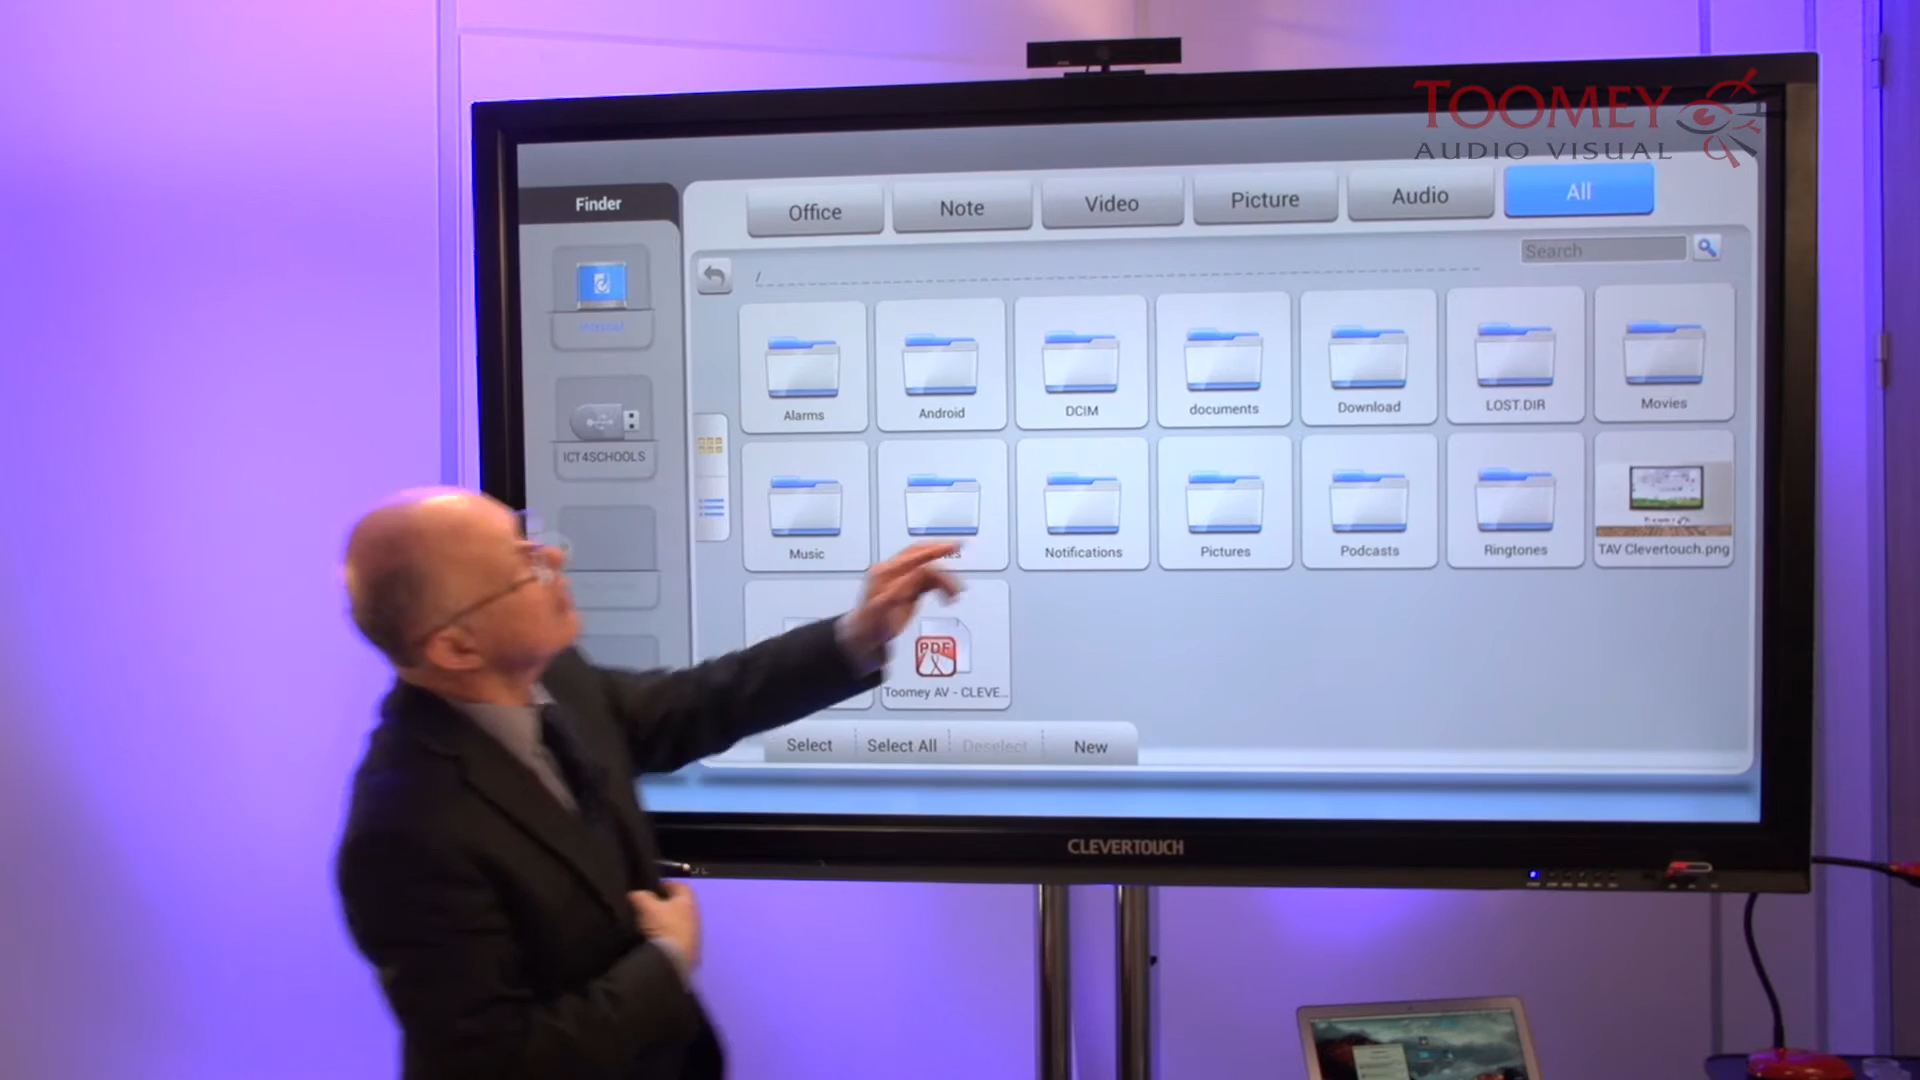 TOOMEY
AUDIO VISUAL
Finder
Office
Note
Video
Picture
Audio
All
Search
/
Internal
ICT4SCHOOLS
Alarms
Android
DCIM
documents
Download
LOST.DIR
Movies
Music
Notifications
Pictures
Podcasts
Ringtones
TAV Clevertouch.png
PDF
Toomey AV - CLEVE...
Select
Select All
Deselect
New
CLEVERTOUCH